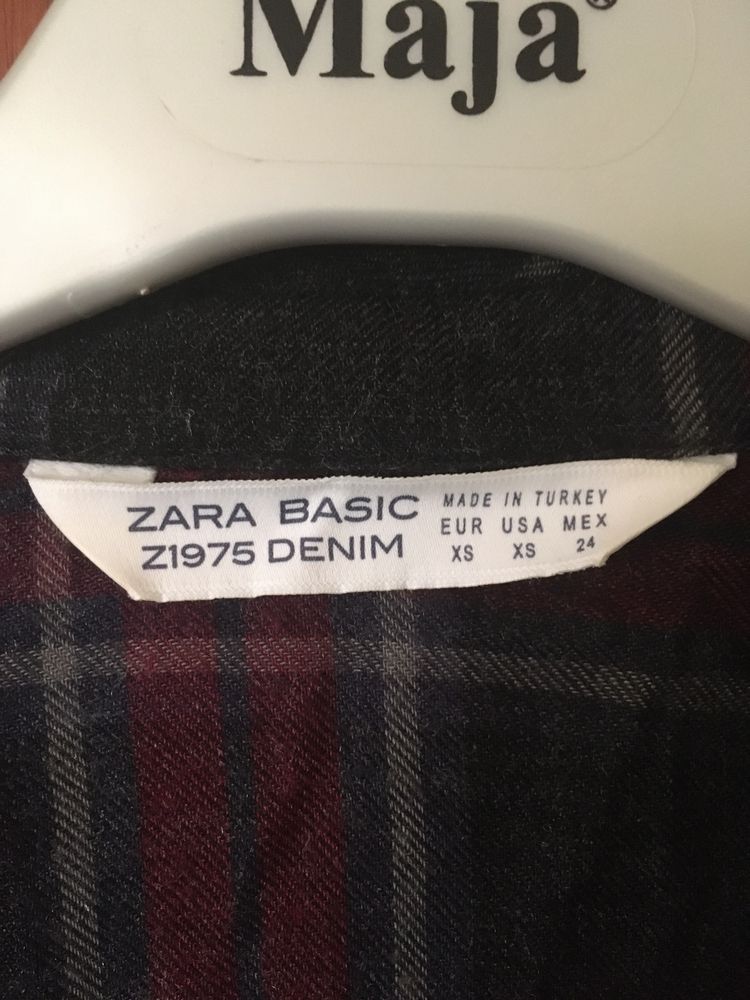 Maja®
ZARA BASIC
Z1975 DENIM
MADE IN TURKEY
EUR USA MEX
XS XS 24